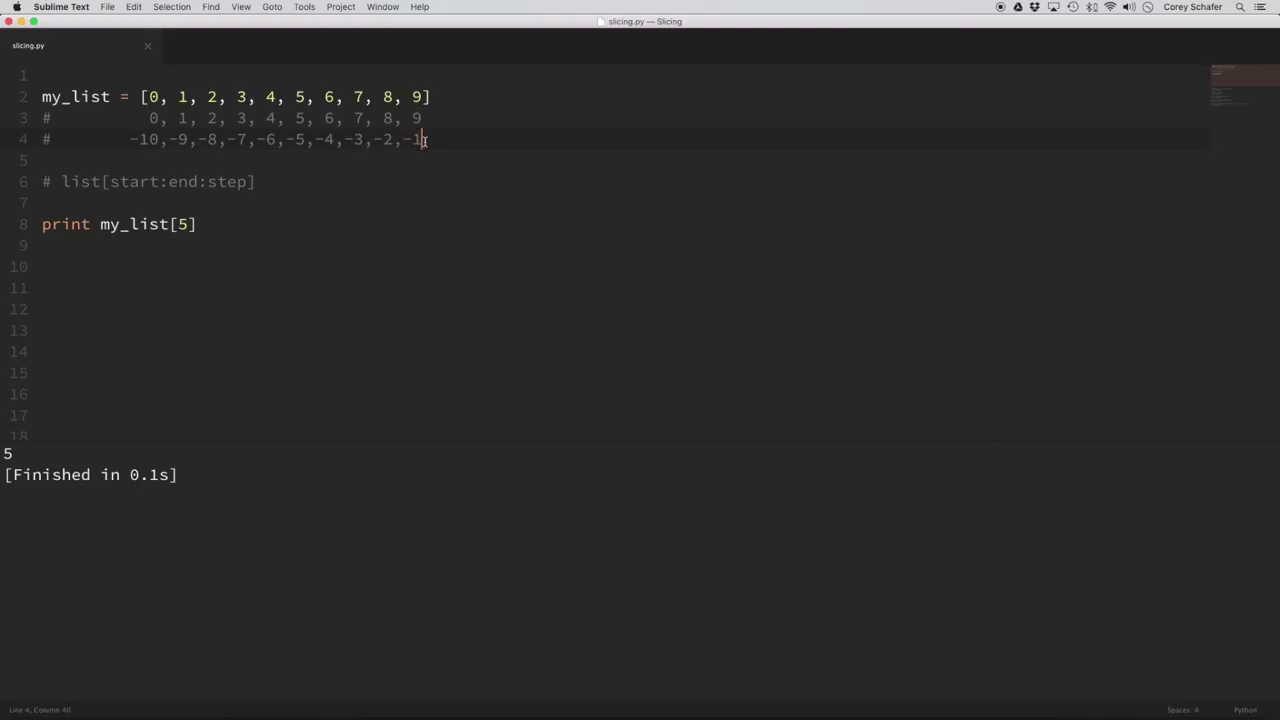 Sublime Text File Edit Selection Find View Goto Tools Project Window Help Corey Schafer
slicing.py — Slicing
slicing.py
1
2 my_list = [0, 1, 2, 3, 4, 5, 6, 7, 8, 9]
3 #          0, 1, 2, 3, 4, 5, 6, 7, 8, 9
4 #        -10,-9,-8,-7,-6,-5,-4,-3,-2,-1
5
6 # list[start:end:step]
7
8 print my_list[5]
9
10
11
12
13
14
15
16
17
18
5
[Finished in 0.1s]
Line 4, Column 40 Spaces: 4 Python